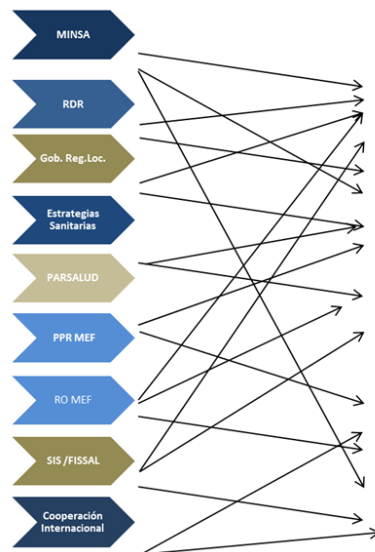 MINSA
RDR
Gob. Reg.Loc.
Estrategias
Sanitarias
PARSALUD
PPR MEF
RO MEF
SIS /FISSAL
Cooperación
Internacional